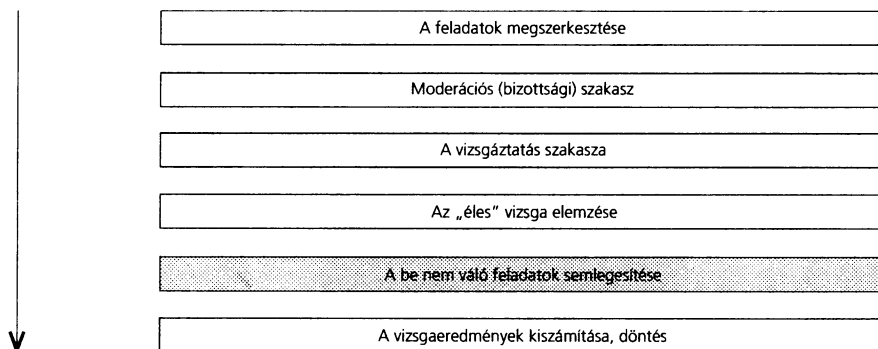 A feladatok megszerkesztése
Moderációs (bizottsági) szakasz
A vizsgáztatás szakasza
Az „éles” vizsga elemzése
A be nem váló feladatok semlegesítése
A vizsgaeredmények kiszámítása, döntés